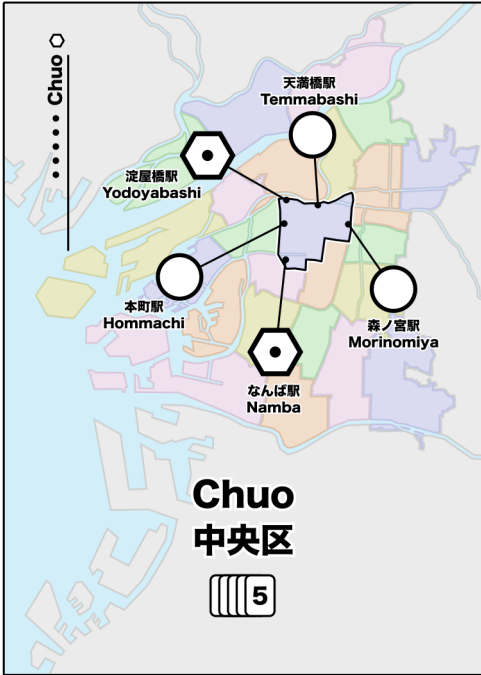 Chuo
天満橋駅
Temmabashi
淀屋橋駅
Yodoyabashi
本町駅
Hommachi
森ノ宮駅
Morinomiya
なんば駅
Namba
Chuo
中央区
5